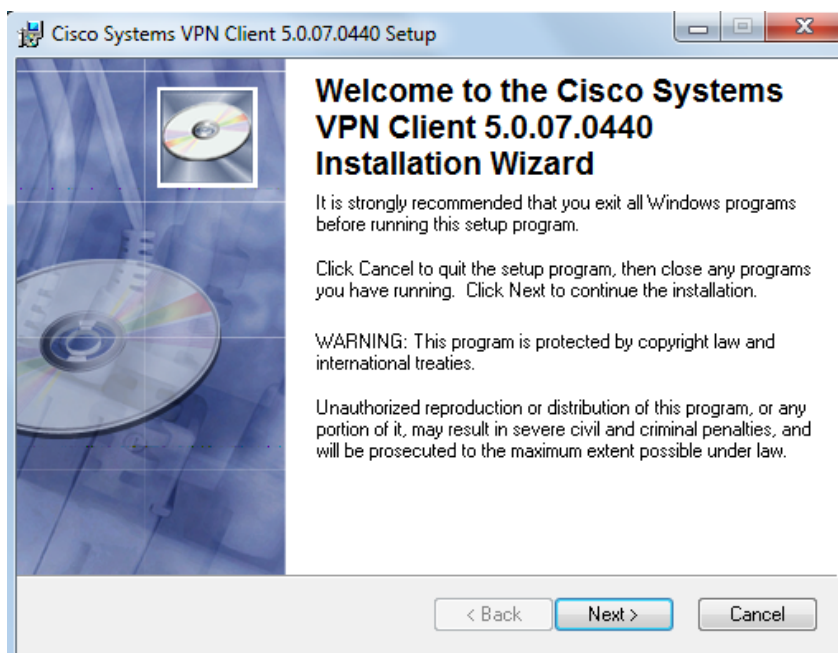 Cisco Systems VPN Client 5.0.07.0440 Setup
Welcome to the Cisco Systems
VPN Client 5.0.07.0440
Installation Wizard
It is strongly recommended that you exit all Windows programs
before running this setup program.
Click Cancel to quit the setup program, then close any programs
you have running.  Click Next to continue the installation.
WARNING: This program is protected by copyright law and
international treaties.
Unauthorized reproduction or distribution of this program, or any
portion of it, may result in severe civil and criminal penalties, and
will be prosecuted to the maximum extent possible under law.
< Back Next > Cancel